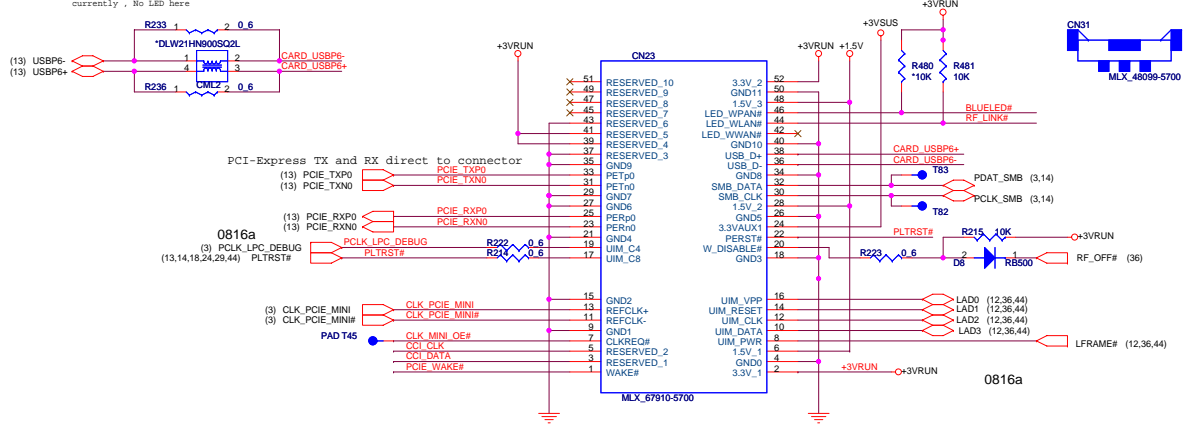 currently , No LED here
R233 1 2 0_6
*DLW21HN900SQ2L
(13) USBP6- 1 2 CARD_USBP6-
(13) USBP6+ 4 3 CARD_USBP6+
CML2
R236 1 2 0_6
+3VRUN
CN23
+3VRUN
+1.5V
+3VSUS
+3VRUN
R480
*10K
R481
10K
CN31
MLX_48099-5700
51 RESERVED_10
49 RESERVED_9
47 RESERVED_8
45 RESERVED_7
43 RESERVED_6
41 RESERVED_5
39 RESERVED_4
37 RESERVED_3
35 GND9
33 PETp0
31 PETn0
29 GND7
27 GND6
25 PERp0
23 PERn0
21 GND4
19 UIM_C4
17 UIM_C8
15 GND2
13 REFCLK+
11 REFCLK-
9 GND1
7 CLKREQ#
5 RESERVED_2
3 RESERVED_1
1 WAKE#
3.3V_2 52
GND11 50
1.5V_3 48
LED_WPAN# 46
LED_WLAN# 44
LED_WWAN# 42
GND10 40
USB_D+ 38
USB_D- 36
GND8 34
SMB_DATA 32
SMB_CLK 30
1.5V_2 28
GND5 26
3.3VAUX1 24
PERST# 22
W_DISABLE# 20
GND3 18
UIM_VPP 16
UIM_RESET 14
UIM_CLK 12
UIM_DATA 10
UIM_PWR 8
1.5V_1 6
GND0 4
3.3V_1 2
MLX_67910-5700
PCI-Express TX and RX direct to connector
(13) PCIE_TXP0 PCIE_TXP0
(13) PCIE_TXN0 PCIE_TXN0
(13) PCIE_RXP0 PCIE_RXP0
(13) PCIE_RXN0 PCIE_RXN0
0816a
(3) PCLK_LPC_DEBUG PCLK_LPC_DEBUG R222 0_6
(13,14,18,24,29,44) PLTRST# PLTRST# R214 0_6
(3) CLK_PCIE_MINI CLK_PCIE_MINI
(3) CLK_PCIE_MINI# CLK_PCIE_MINI#
PAD T45 CLK_MINI_OE#
CCI_CLK
CCI_DATA
PCIE_WAKE#
BLUELED#
RF_LINK#
CARD_USBP6+
CARD_USBP6-
T83
PDAT_SMB (3,14)
PCLK_SMB (3,14)
T82
PLTRST#
R215 10K +3VRUN
R223 0_6 2 D8 1 RB500 RF_OFF# (36)
LAD0 (12,36,44)
LAD1 (12,36,44)
LAD2 (12,36,44)
LAD3 (12,36,44)
LFRAME# (12,36,44)
+3VRUN +3VRUN
0816a